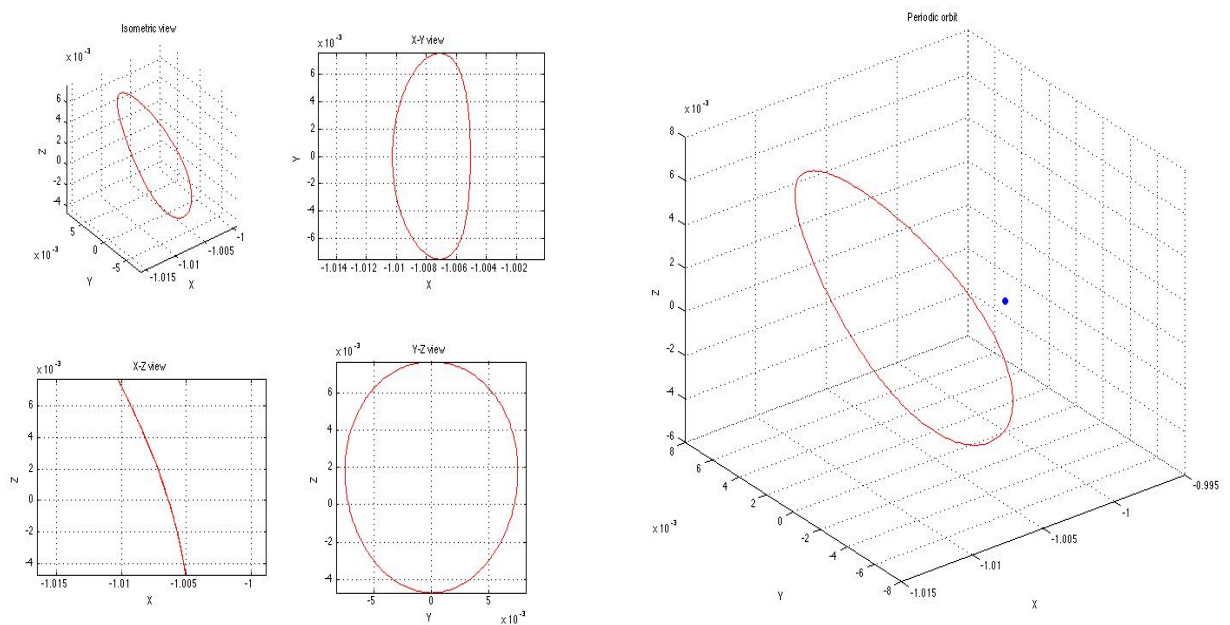 Isometric view
x 10^-3
6
4
2
0
-2
-4
Z
5
0
-5
x 10^-3
Y
-1.015
-1.01
-1.005
-1
X
X-Y view
x 10^-3
6
4
2
0
-2
-4
-6
Y
-1.014 -1.012 -1.01 -1.008 -1.006 -1.004 -1.002
X
X-Z view
x 10^-3
6
4
2
0
-2
-4
Z
-1.015 -1.01 -1.005 -1
X
Y-Z view
x 10^-3
6
4
2
0
-2
-4
Z
-5 0 5
x 10^-3
Y
Periodic orbit
x 10^-3
8
6
4
2
0
-2
-4
-6
Z
8
6
4
2
0
-2
-4
-6
-8
x 10^-3
Y
-1.015
-1.01
-1.005
-1
-0.995
X